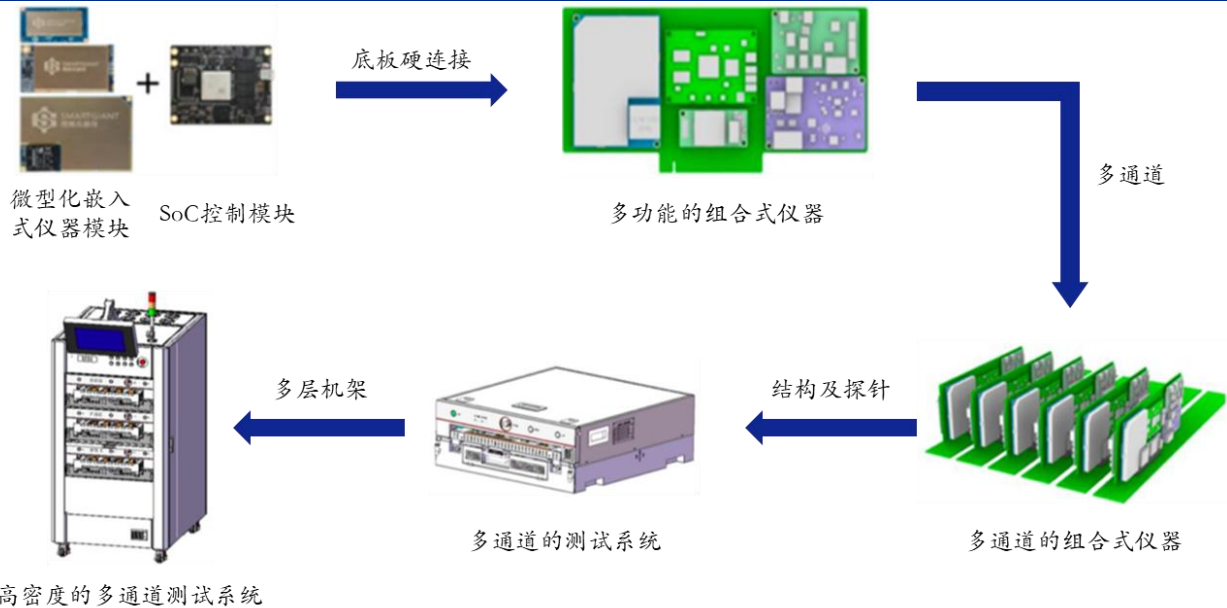 SMARTGIANT
SMARTGIANT
+
底板硬连接
多通道
微型化嵌入
式仪器模块
SoC控制模块
多功能的组合式仪器
多层机架
结构及探针
多通道的测试系统
多通道的组合式仪器
高密度的多通道测试系统